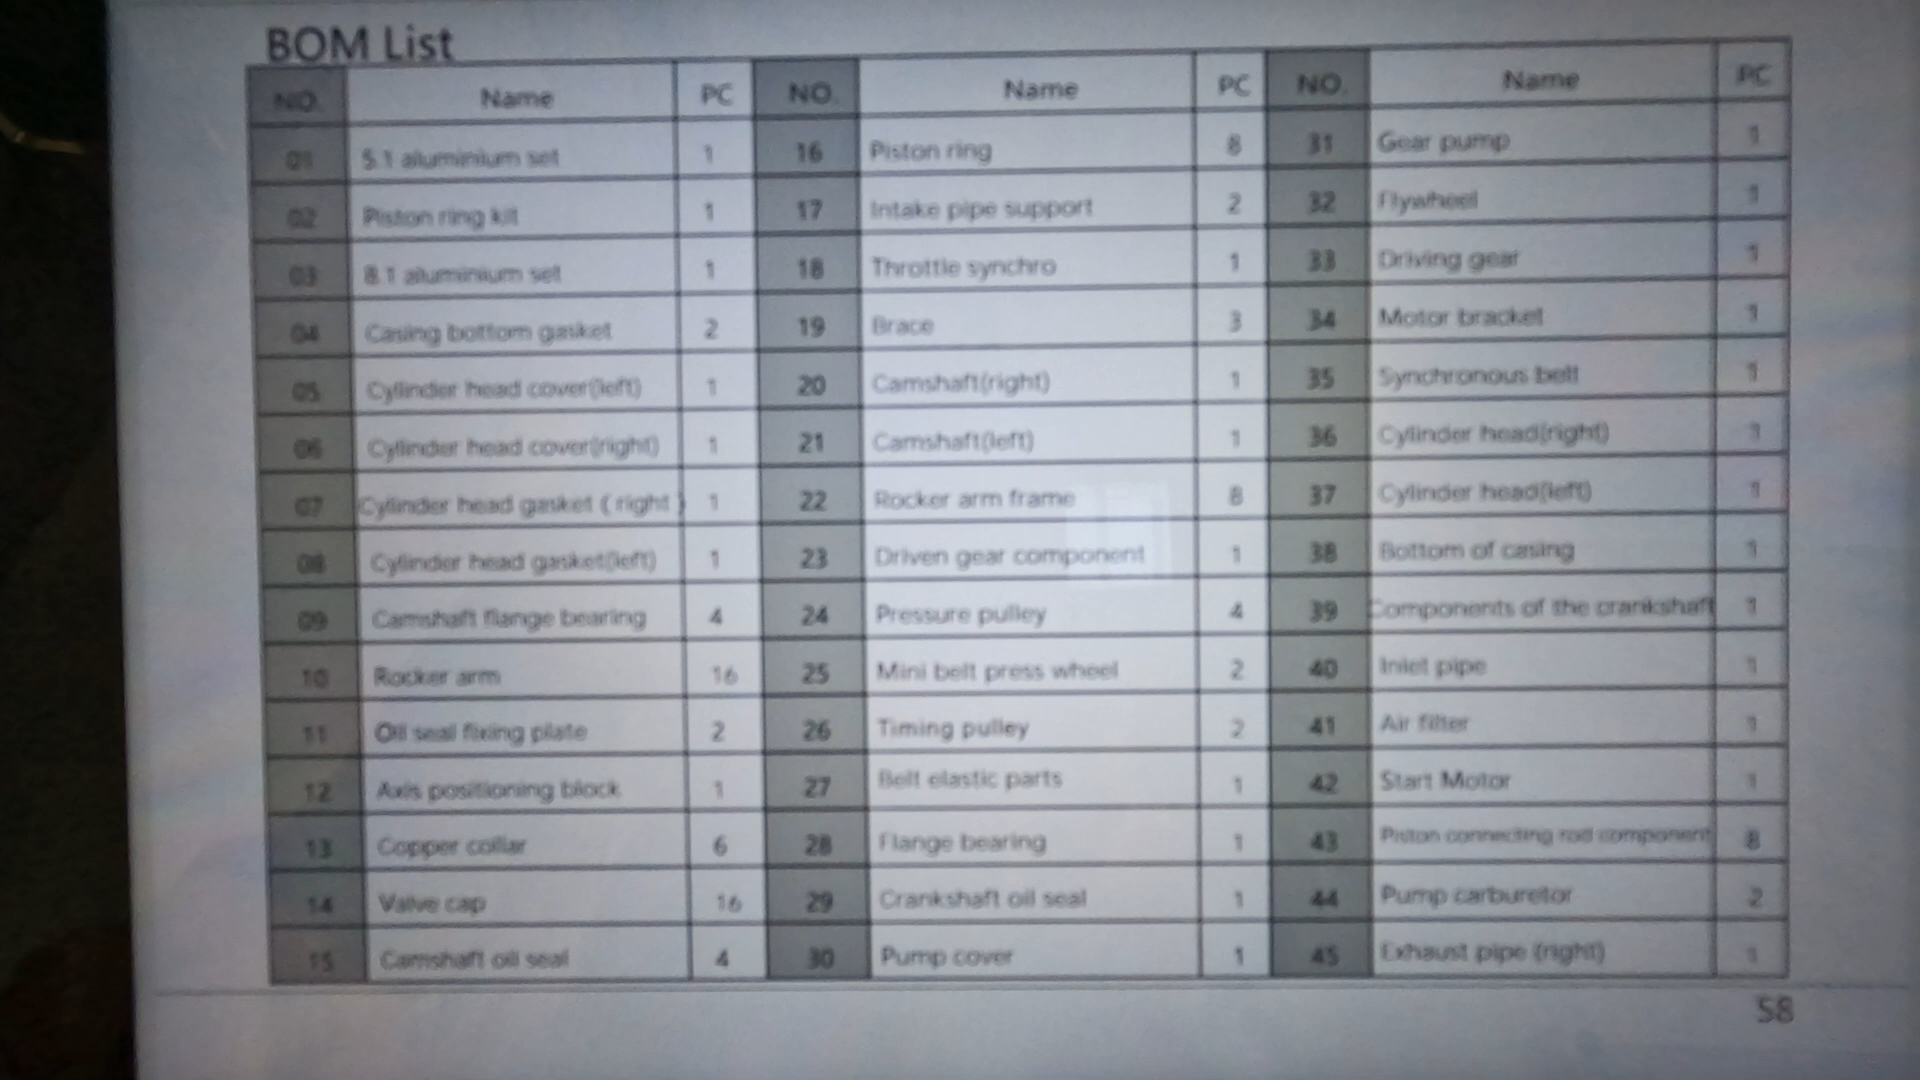 BOM List
NO. Name PC NO. Name PC NO. Name PC
01 5.1 aluminium set 1 16 Piston ring 8 31 Gear pump 1
02 Piston ring kit 1 17 Intake pipe support 2 32 Flywheel 1
03 8.1 aluminium set 1 18 Throttle synchro 1 33 Driving gear 1
04 Casing bottom gasket 2 19 Brace 3 34 Motor bracket 1
05 Cylinder head cover(left) 1 20 Camshaft(right) 1 35 Synchronous belt 1
06 Cylinder head cover(right) 1 21 Camshaft(left) 1 36 Cylinder head(right) 1
07 Cylinder head gasket ( right ) 1 22 Rocker arm frame 8 37 Cylinder head(left) 1
08 Cylinder head gasket(left) 1 23 Driven gear component 1 38 Bottom of casing 1
09 Camshaft flange bearing 4 24 Pressure pulley 4 39 Components of the crankshaft 1
10 Rocker arm 16 25 Mini belt press wheel 2 40 Inlet pipe 1
11 Oil seal fixing plate 2 26 Timing pulley 2 41 Air filter 1
12 Axis positioning block 1 27 Belt elastic parts 1 42 Start Motor 1
13 Copper collar 6 28 Flange bearing 1 43 Piston connecting rod component 8
14 Valve cap 16 29 Crankshaft oil seal 1 44 Pump carburetor 2
15 Camshaft oil seal 4 30 Pump cover 1 45 Exhaust pipe (right) 1
58